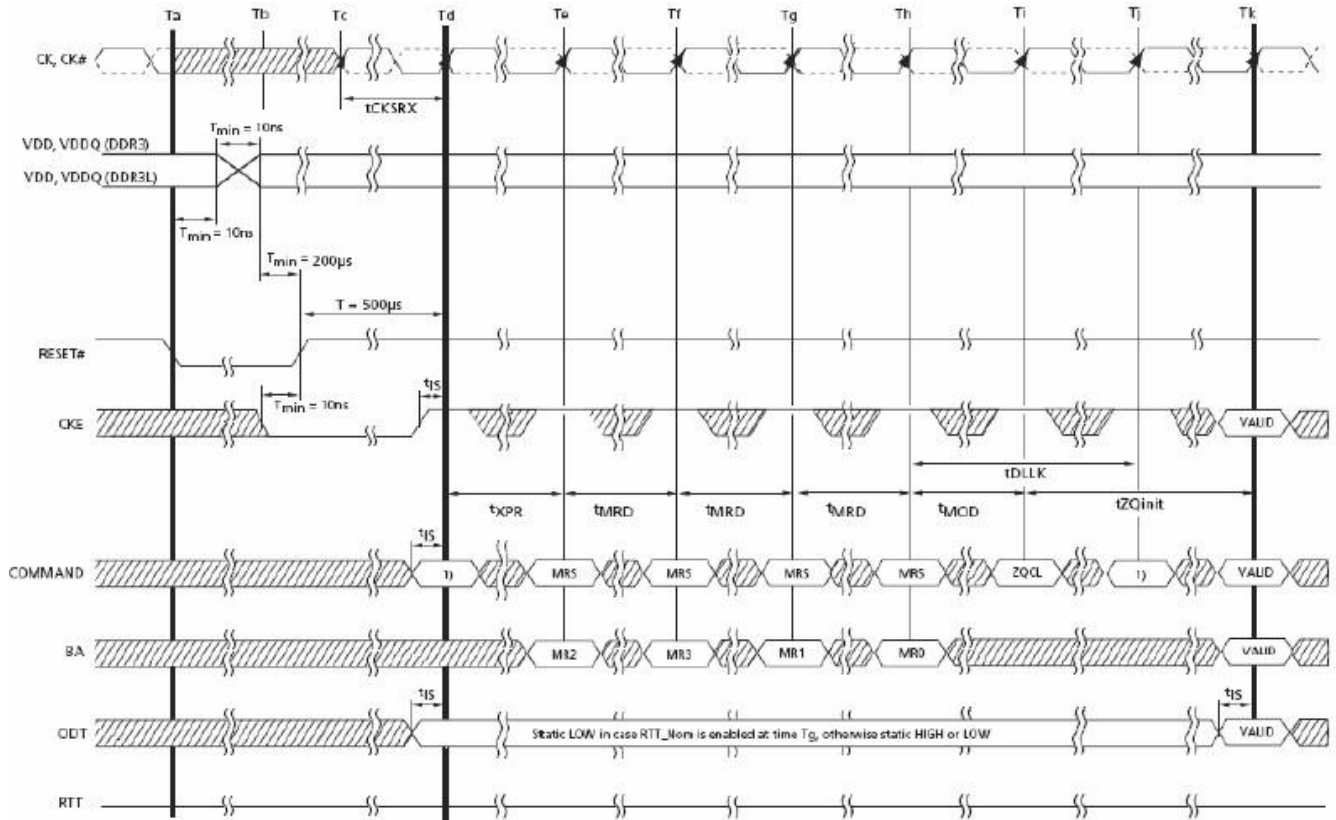 Ta Tb Tc Td Te Tf Tg Th Ti Tj Tk
CK, CK#
tCKSRX
Tmin = 10ns
VDD, VDDQ (DDR3)
VDD, VDDQ (DDR3L)
Tmin = 10ns
Tmin = 200µs
T = 500µs
RESET#
tIS
Tmin = 10ns
CKE VALID
tDLLK
tXPR tMRD tMRD tMRD tMOD tZQinit
tIS
COMMAND 1) MRS MRS MRS MRS ZQCL 1) VALID
BA MR2 MR3 MR1 MR0 VALID
tIS tIS
ODT Static LOW in case RTT_Nom is enabled at time Tg, otherwise static HIGH or LOW VALID
RTT